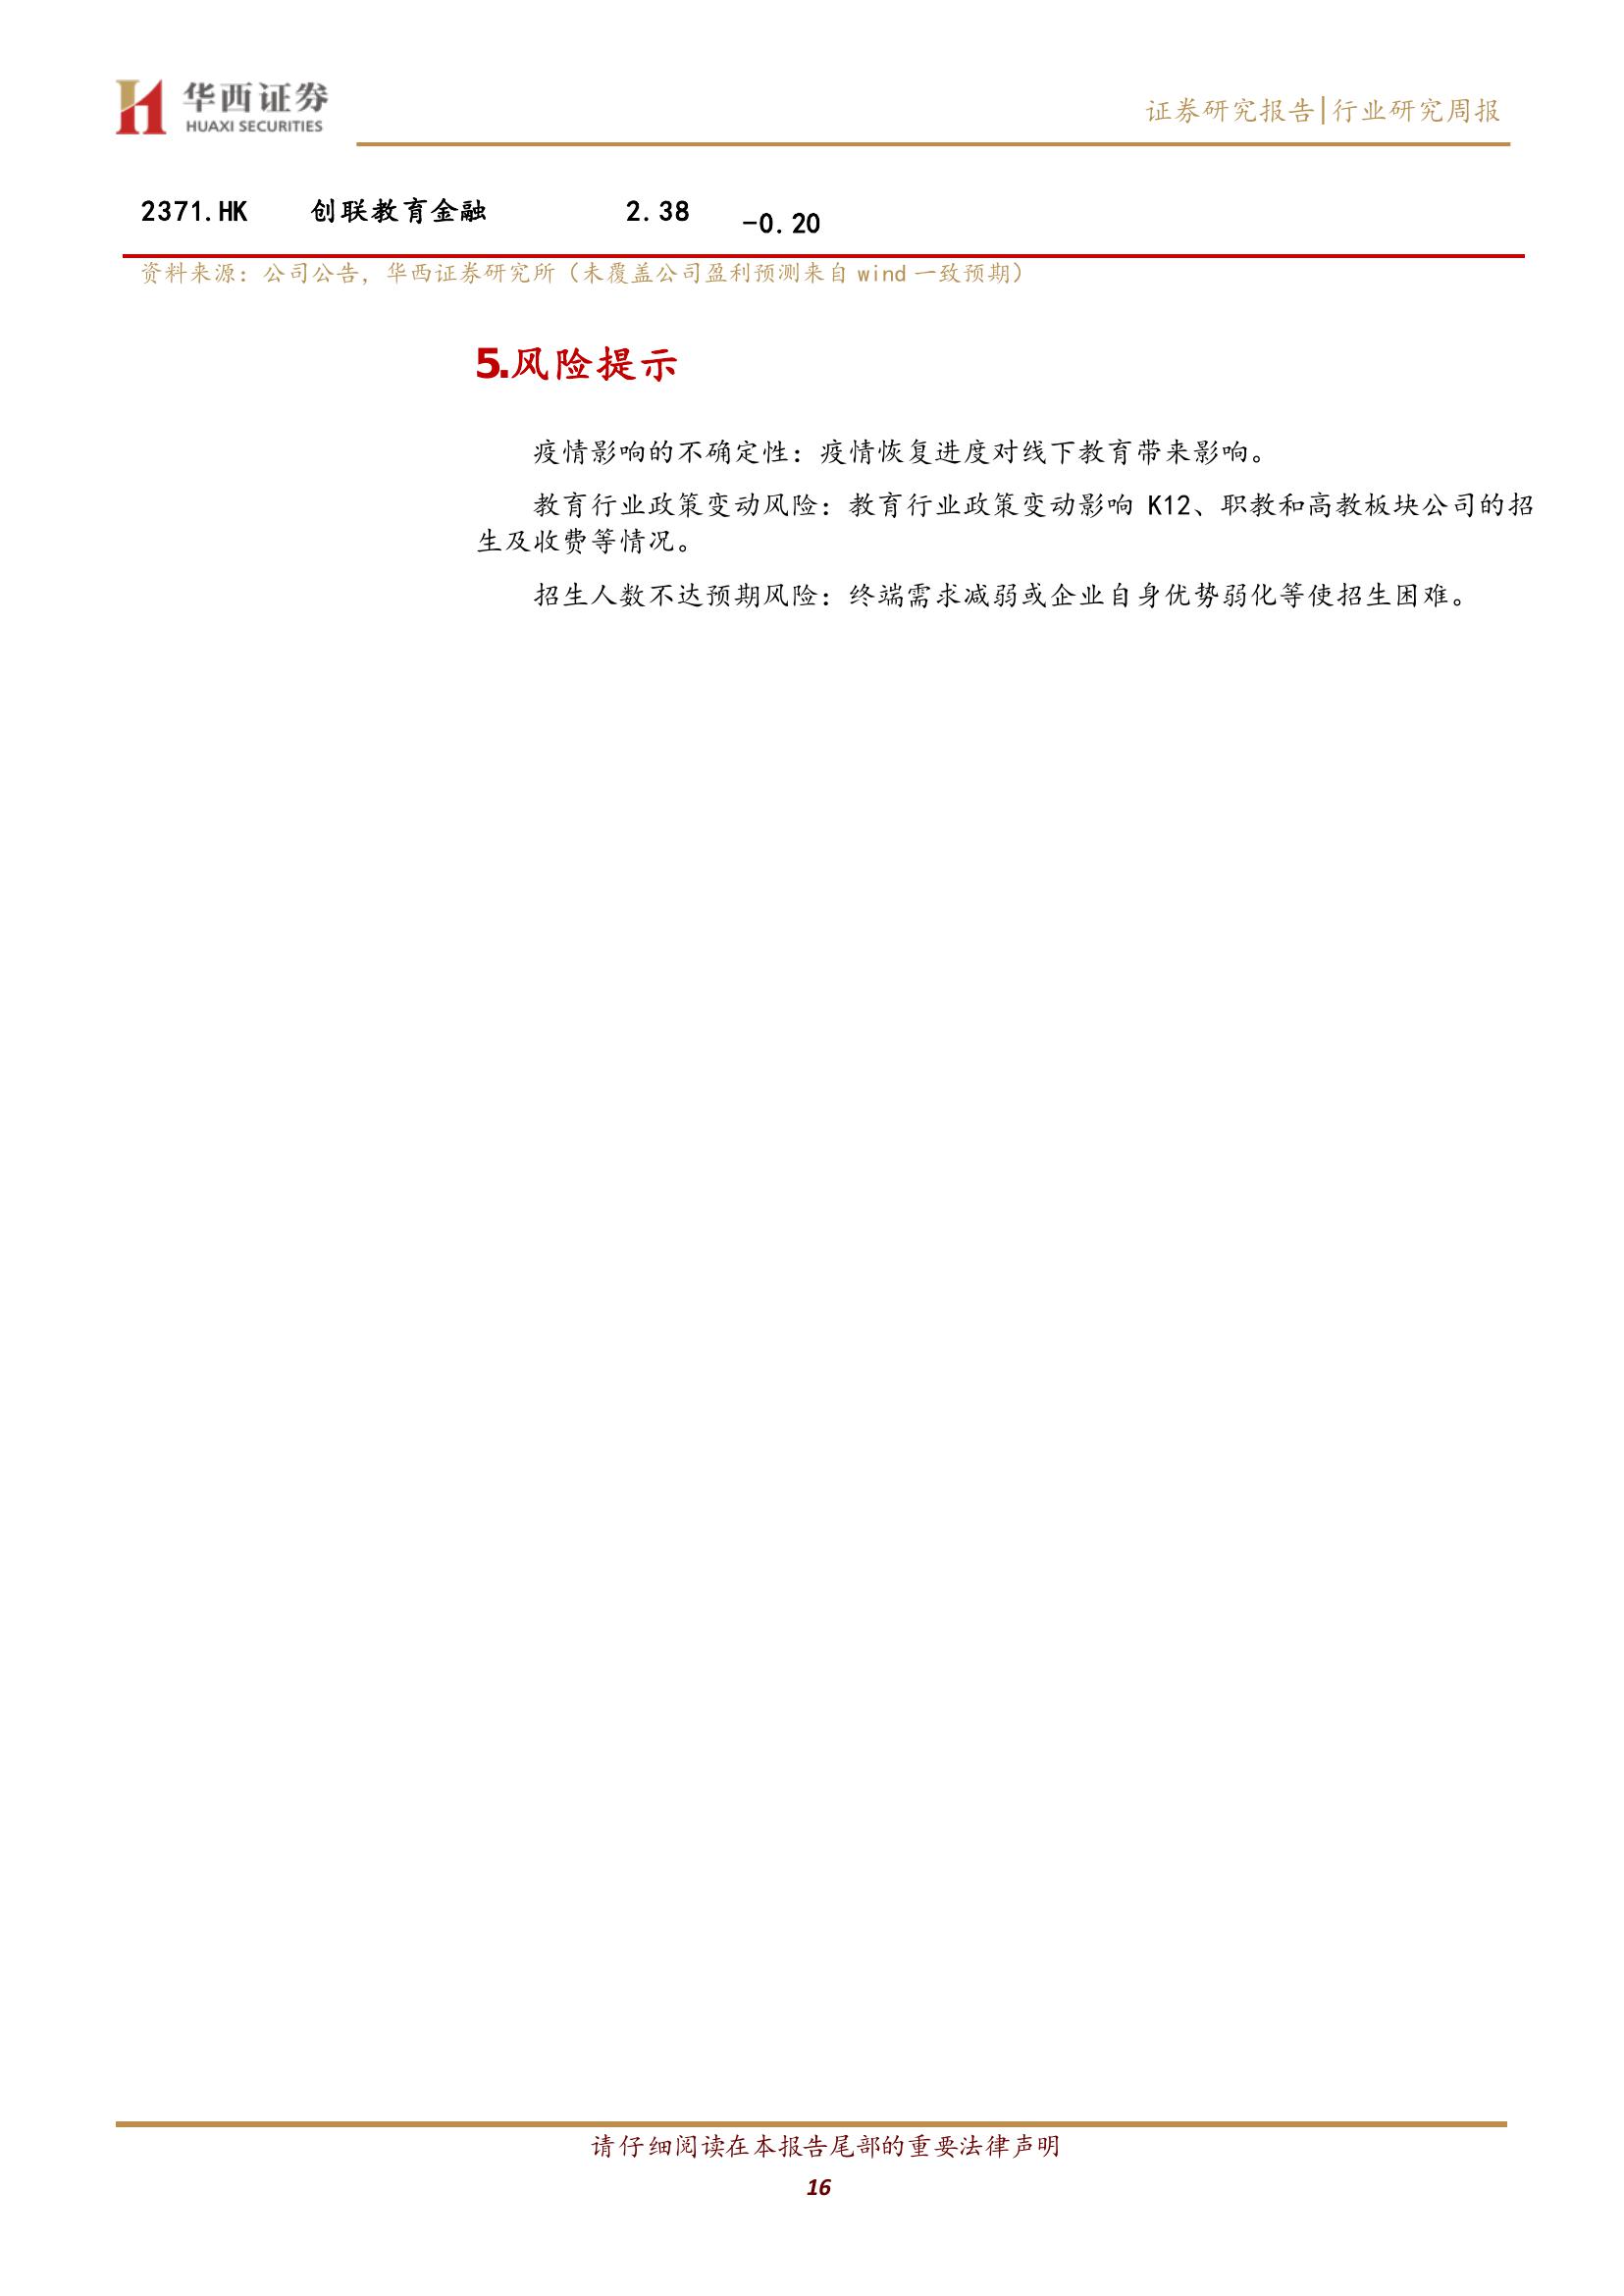 华西证券
HUAXI SECURITIES
证券研究报告|行业研究周报
2371.HK 创联教育金融 2.38 -0.20
资料来源：公司公告，华西证券研究所（未覆盖公司盈利预测来自 wind 一致预期）
5.风险提示
疫情影响的不确定性：疫情恢复进度对线下教育带来影响。
教育行业政策变动风险：教育行业政策变动影响 K12、职教和高教板块公司的招
生及收费等情况。
招生人数不达预期风险：终端需求减弱或企业自身优势弱化等使招生困难。
请仔细阅读在本报告尾部的重要法律声明
16